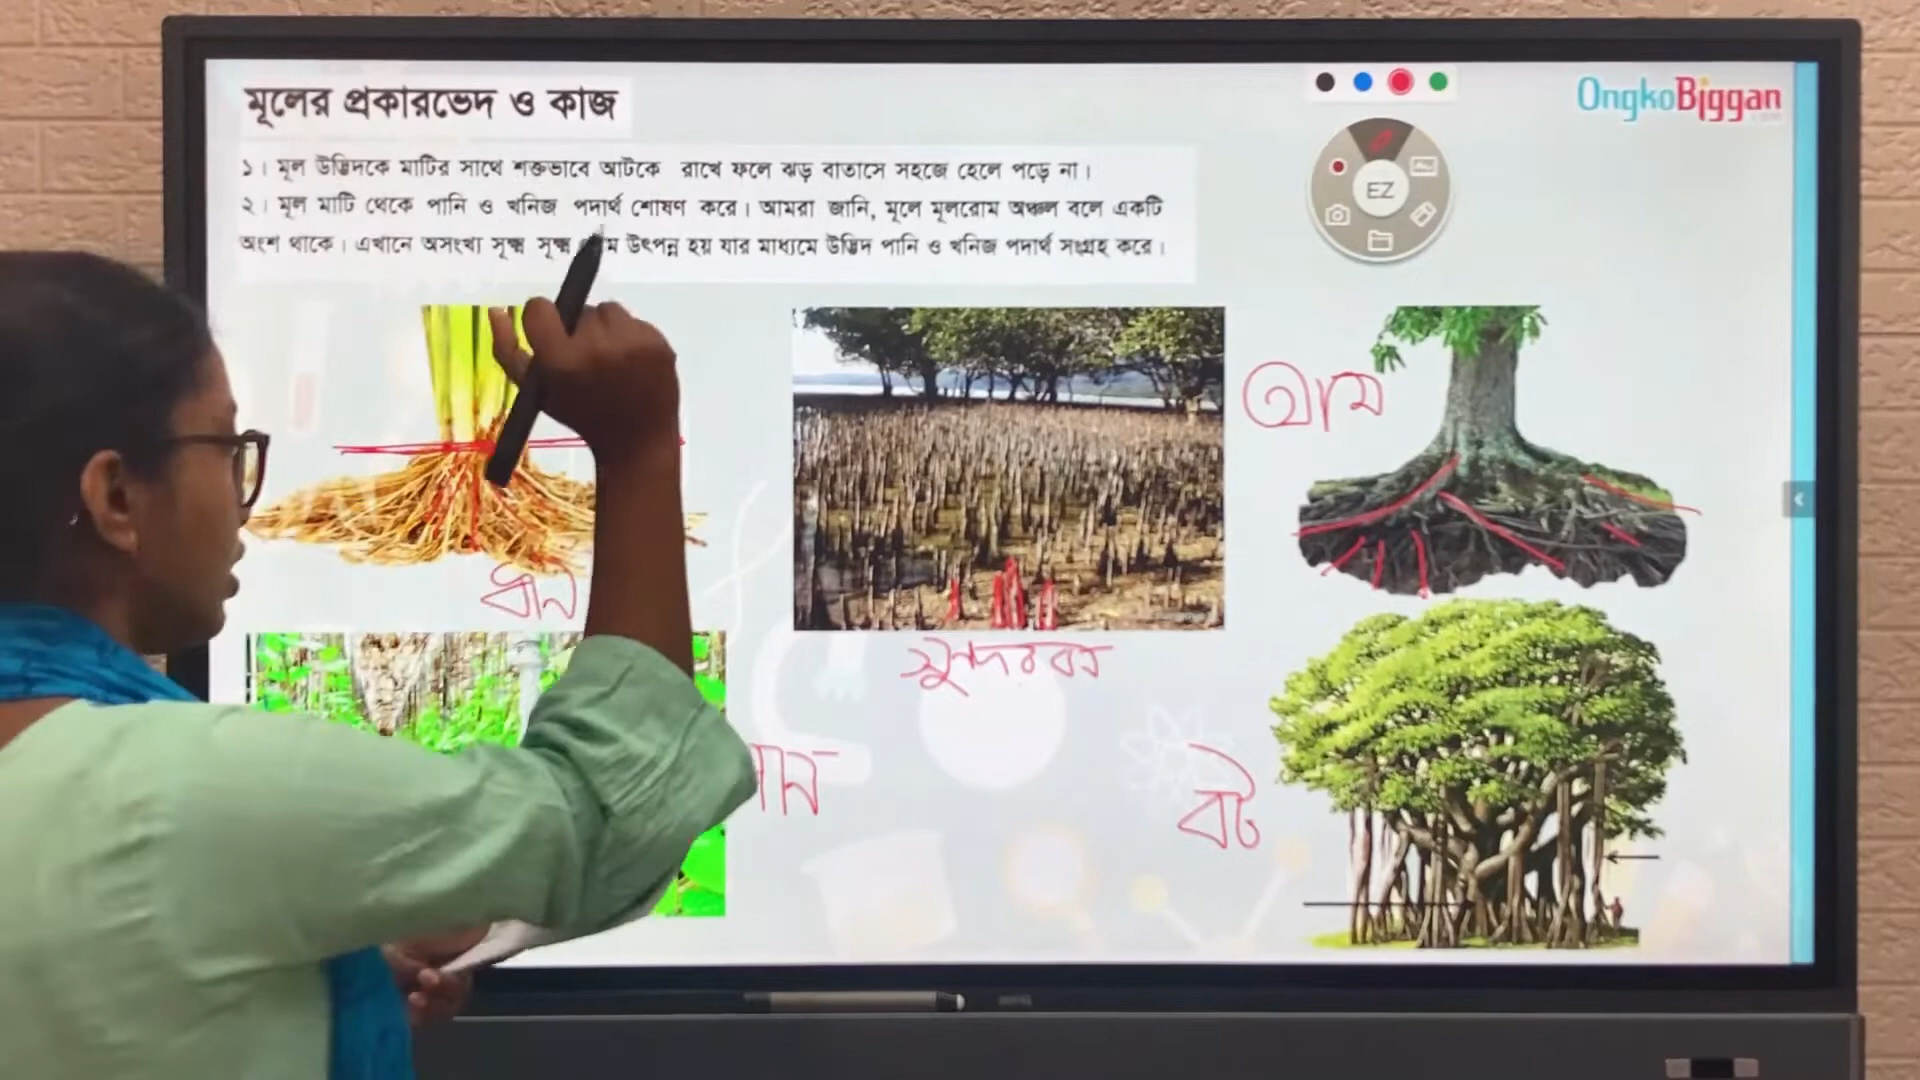 মূলের প্রকারভেদ ও কাজ
OngkoBiggan
১। মূল উদ্ভিদকে মাটির সাথে শক্তভাবে আটকে রাখে ফলে ঝড় বাতাসে সহজে হেলে পড়ে না।
২। মূল মাটি থেকে পানি ও খনিজ পদার্থ শোষণ করে। আমরা জানি, মূলে মূলরোম অঞ্চল বলে একটি
অংশ থাকে। এখানে অসংখ্য সূক্ষ্ম সূক্ষ্ম উৎপন্ন হয় যার মাধ্যমে উদ্ভিদ পানি ও খনিজ পদার্থ সংগ্রহ করে।
EZ
আম
ধান
সুন্দরবন
বট